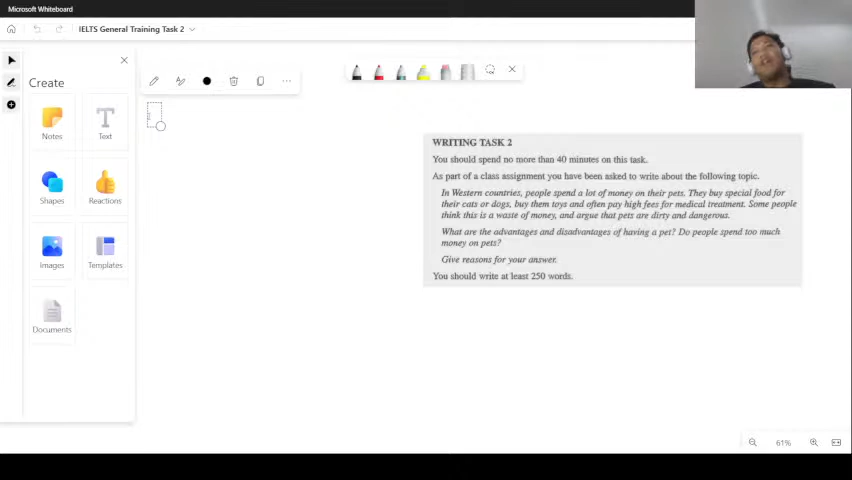 Microsoft Whiteboard
IELTS General Training Task 2
Create
Notes
Text
Shapes
Reactions
Images
Templates
Documents
WRITING TASK 2
You should spend no more than 40 minutes on this task.
As part of a class assignment you have been asked to write about the following topic.
In Western countries, people spend a lot of money on their pets. They buy special food for
their cats or dogs, buy them toys and often pay high fees for medical treatment. Some people
think this is a waste of money, and argue that pets are dirty and dangerous.
What are the advantages and disadvantages of having a pet? Do people spend too much
money on pets?
Give reasons for your answer.
You should write at least 250 words.
61%